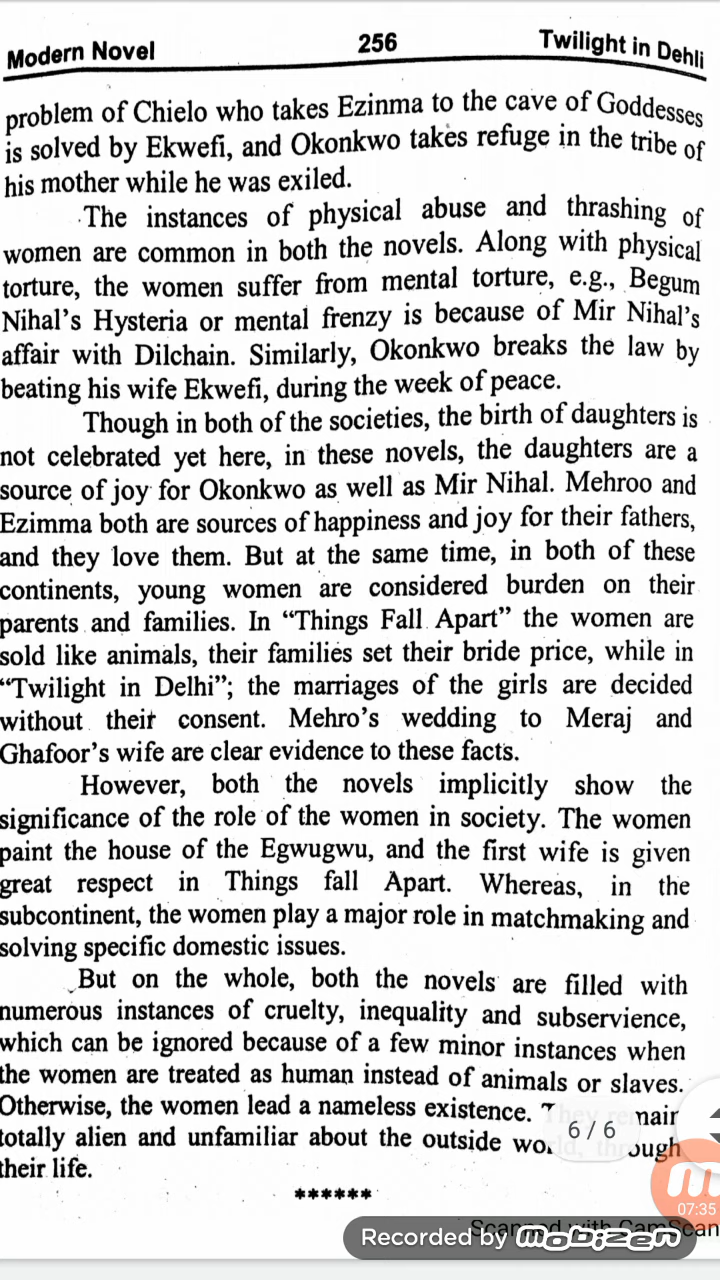 Modern Novel 256 Twilight in Dehli
problem of Chielo who takes Ezinma to the cave of Goddesses
is solved by Ekwefi, and Okonkwo takes refuge in the tribe of
his mother while he was exiled.
The instances of physical abuse and thrashing of
women are common in both the novels. Along with physical
torture, the women suffer from mental torture, e.g., Begum
Nihal's Hysteria or mental frenzy is because of Mir Nihal's
affair with Dilchain. Similarly, Okonkwo breaks the law by
beating his wife Ekwefi, during the week of peace.
Though in both of the societies, the birth of daughters is
not celebrated yet here, in these novels, the daughters are a
source of joy for Okonkwo as well as Mir Nihal. Mehroo and
Ezimma both are sources of happiness and joy for their fathers,
and they love them. But at the same time, in both of these
continents, young women are considered burden on their
parents and families. In "Things Fall Apart" the women are
sold like animals, their families set their bride price, while in
"Twilight in Delhi"; the marriages of the girls are decided
without their consent. Mehro's wedding to Meraj and
Ghafoor's wife are clear evidence to these facts.
However, both the novels implicitly show the
significance of the role of the women in society. The women
paint the house of the Egwugwu, and the first wife is given
great respect in Things fall Apart. Whereas, in the
subcontinent, the women play a major role in matchmaking and
solving specific domestic issues.
But on the whole, both the novels are filled with
numerous instances of cruelty, inequality and subservience,
which can be ignored because of a few minor instances when
the women are treated as human instead of animals or slaves.
Otherwise, the women lead a nameless existence. They remain
totally alien and unfamiliar about the outside world, through
their life.
******
6/6
07:35
Scanned with CamScan
Recorded by mobizen